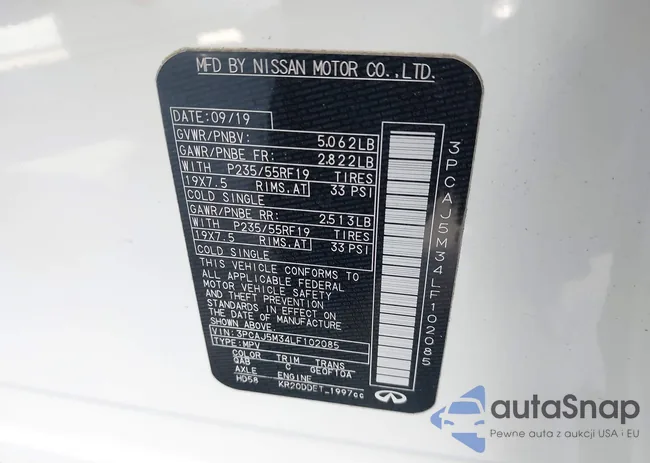 MFD BY NISSAN MOTOR CO.,LTD.
DATE:09/19
GVWR/PNBV: 5.062LB
GAWR/PNBE FR: 2.822LB
WITH P235/55RF19 TIRES
19X7.5 RIMS.AT 33 PSI
COLD SINGLE
GAWR/PNBE RR: 2.513LB
WITH P235/55RF19 TIRES
19X7.5 RIMS.AT 33 PSI
COLD SINGLE
THIS VEHICLE CONFORMS TO
ALL APPLICABLE FEDERAL
MOTOR VEHICLE SAFETY
AND THEFT PREVENTION
STANDARDS IN EFFECT ON
THE DATE OF MANUFACTURE
SHOWN ABOVE.
VIN:3PCAJ5M34LF102085
TYPE:MPV
COLOR TRIM TRANS
QAB C GEOFTOA
AXLE ENGINE
HD58 KR20DDET_1997cc
3PCAJ5M34LF102085
autaSnap
Pewne auta z aukcji USA i EU